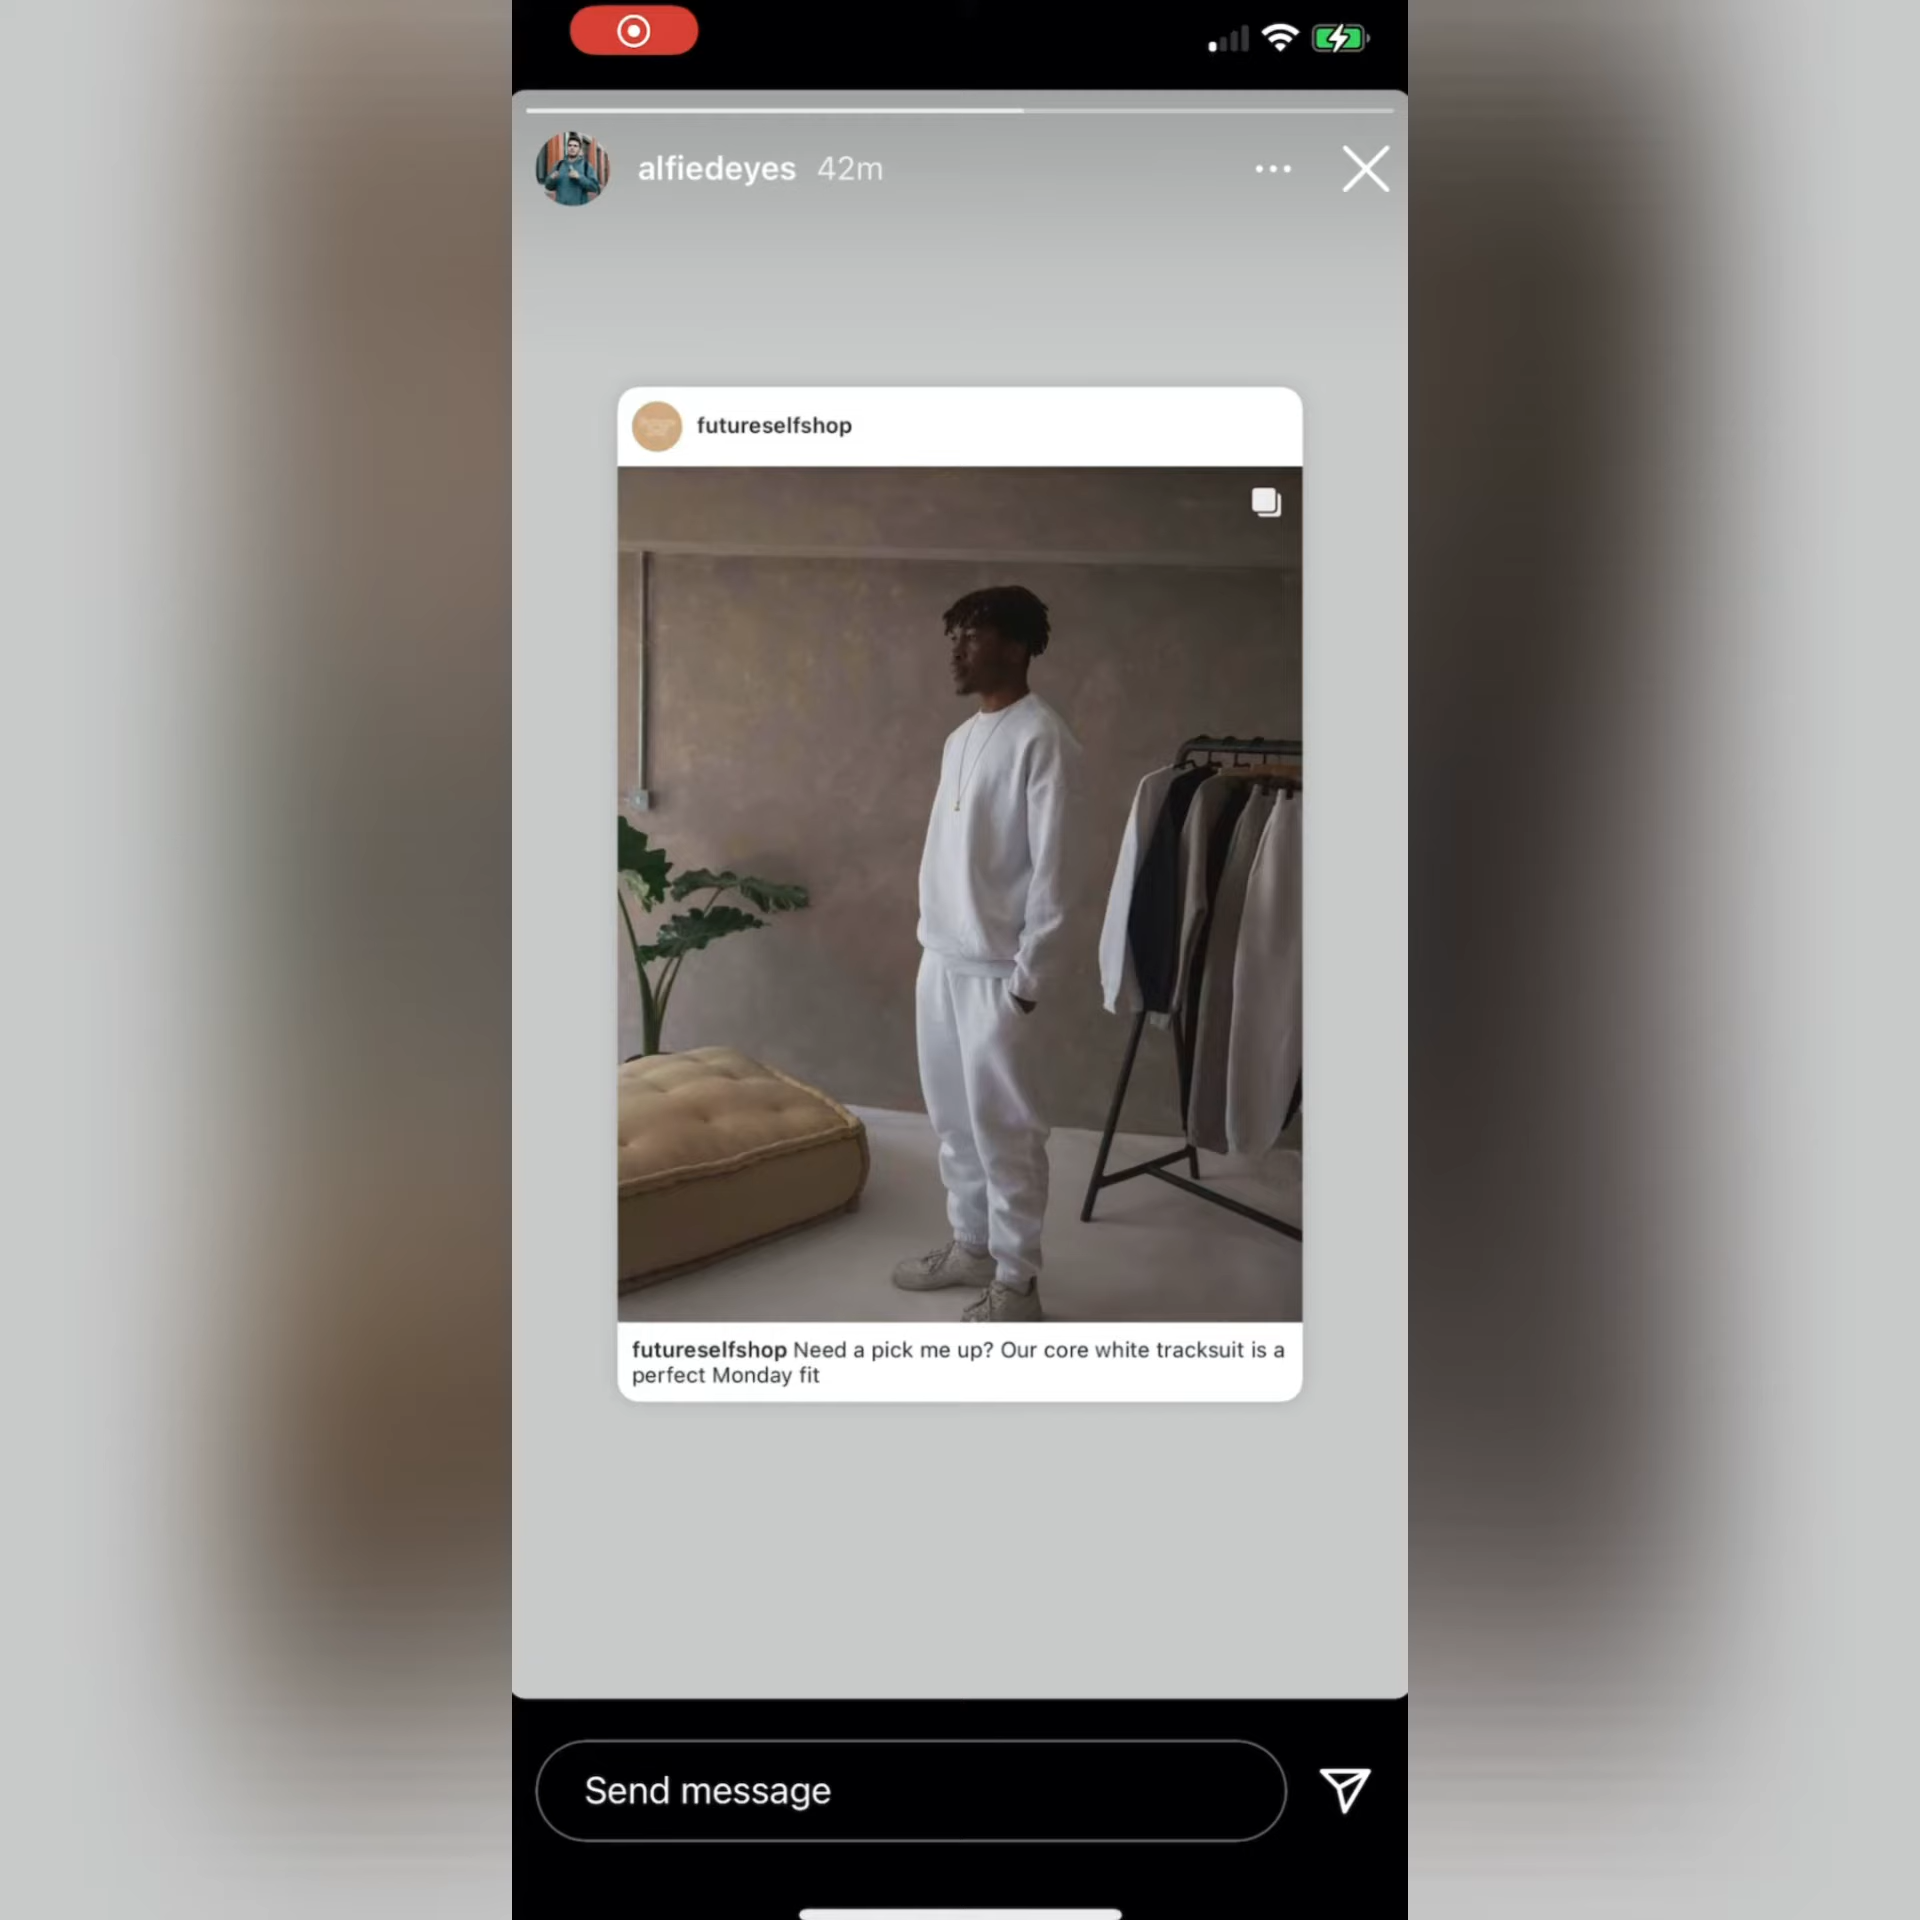 alfiedeyes 42m
futureselfshop
futureselfshop Need a pick me up? Our core white tracksuit is a
perfect Monday fit
Send message